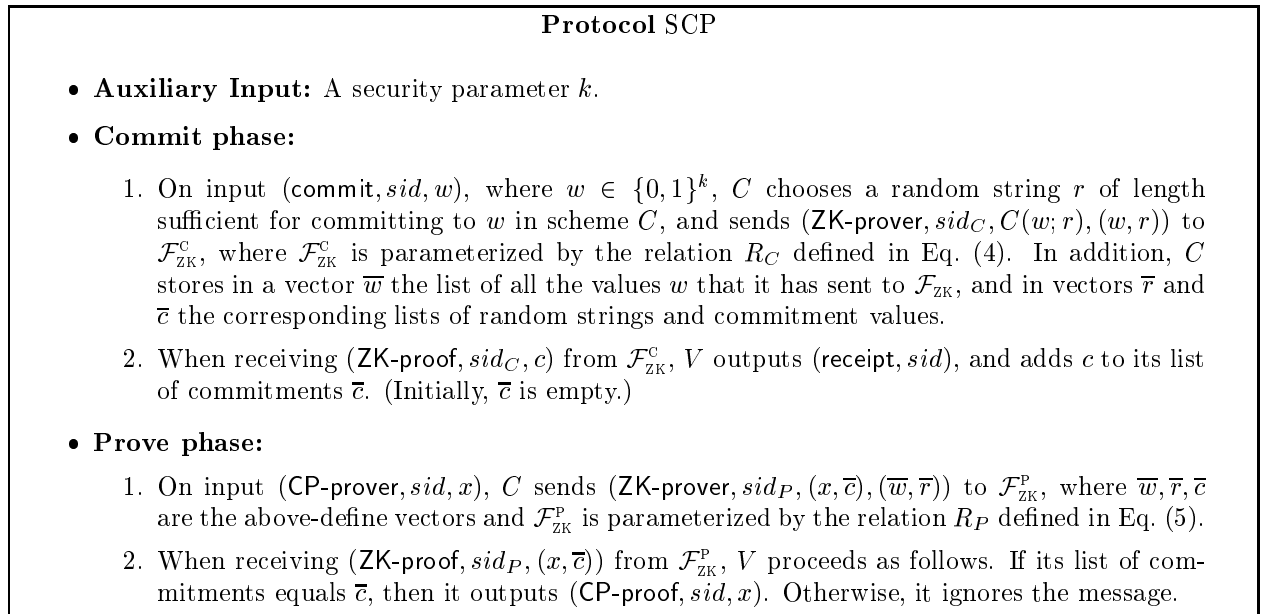 Protocol SCP
• Auxiliary Input: A security parameter k.
• Commit phase:
1. On input (commit, sid, w), where w ∈ {0, 1}^k, C chooses a random string r of length
sufficient for committing to w in scheme C, and sends (ZK-prover, sid_C, C(w; r), (w, r)) to
F_ZK^C, where F_ZK^C is parameterized by the relation R_C defined in Eq. (4). In addition, C
stores in a vector w̅ the list of all the values w that it has sent to F_ZK, and in vectors r̅ and
c̅ the corresponding lists of random strings and commitment values.
2. When receiving (ZK-proof, sid_C, c) from F_ZK^C, V outputs (receipt, sid), and adds c to its list
of commitments c̅. (Initially, c̅ is empty.)
• Prove phase:
1. On input (CP-prover, sid, x), C sends (ZK-prover, sid_P, (x, c̅), (w̅, r̅)) to F_ZK^P, where w̅, r̅, c̅
are the above-define vectors and F_ZK^P is parameterized by the relation R_P defined in Eq. (5).
2. When receiving (ZK-proof, sid_P, (x, c̅)) from F_ZK^P, V proceeds as follows. If its list of com-
mitments equals c̅, then it outputs (CP-proof, sid, x). Otherwise, it ignores the message.